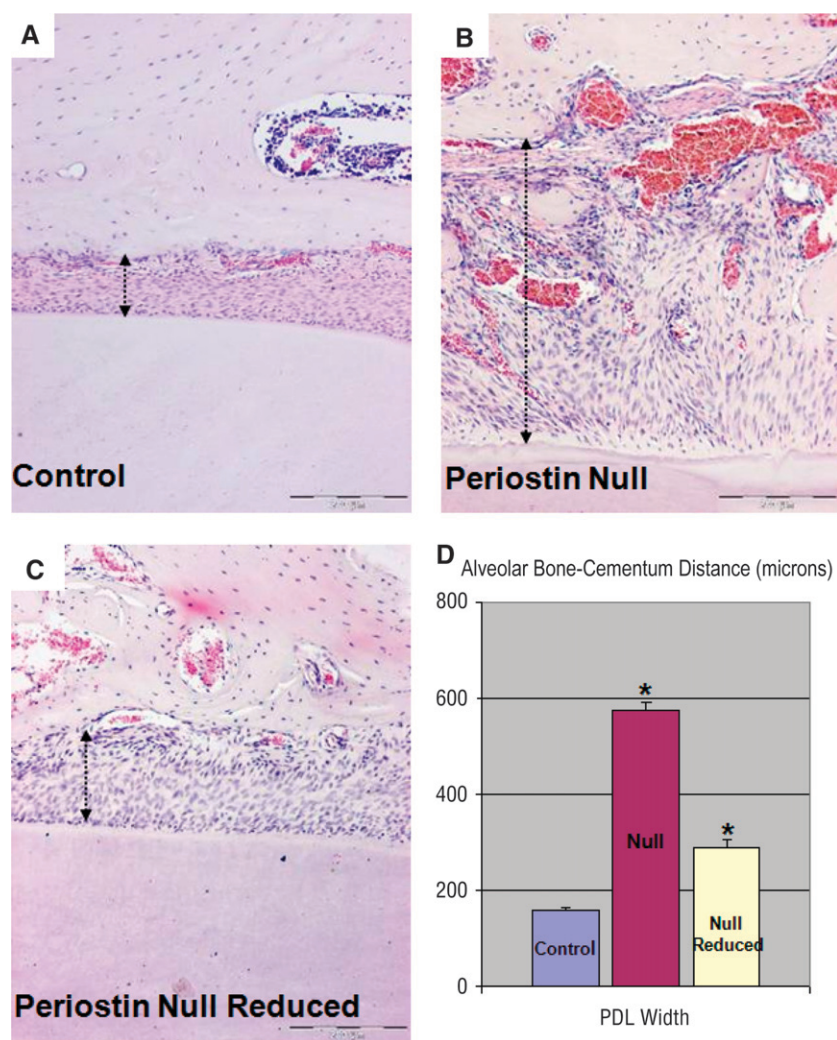 A
Control
B
Periostin Null
C
Periostin Null Reduced
D
Alveolar Bone-Cementum Distance (microns)
800
600
400
200
0
*
*
Control
Null
Null
Reduced
PDL Width